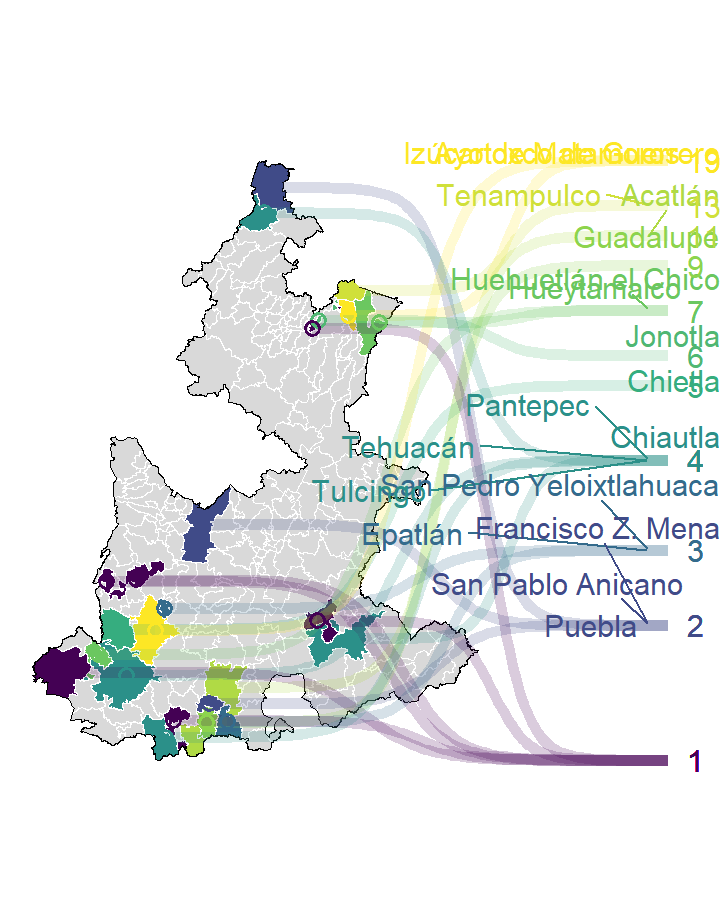 Izúcar de Matamoros
Ayotoxco de Guerrero
19
Tenampulco
Acatlán
13
Guadalupe
11
9
Huehuetlán el Chico
Hueytamalco
7
Jonotla
6
Chietla
5
Pantepec
Chiautla
Tehuacán
4
Tulcingo
San Pedro Yeloixtlahuaca
Epatlán
Francisco Z. Mena
3
San Pablo Anicano
Puebla
2
1